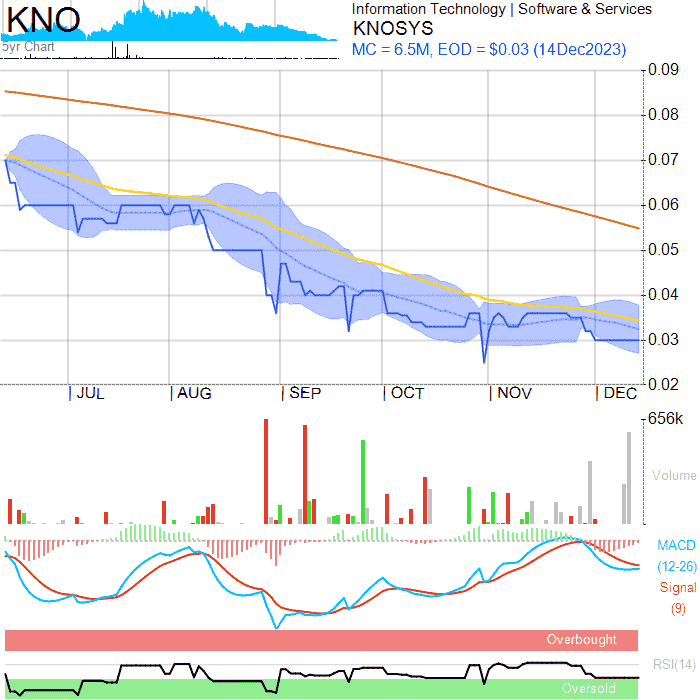 KNO
5yr Chart
Information Technology | Software & Services
KNOSYS
MC = 6.5M, EOD = $0.03 (14Dec2023)
0.09
0.08
0.07
0.06
0.05
0.04
0.03
0.02
| JUL | AUG | SEP | OCT | NOV | DEC
656k
Volume
MACD
(12-26)
Signal
(9)
Overbought
RSI(14)
Oversold